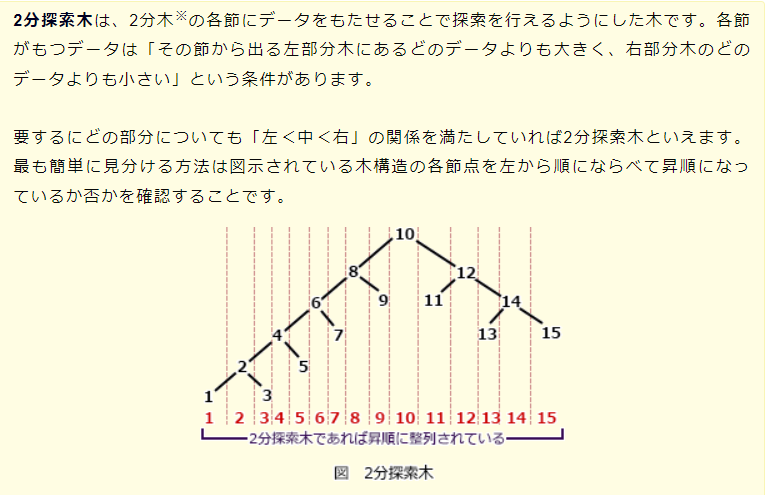 2分探索木は、2分木※の各節にデータをもたせることで探索を行えるようにした木です。各節
がもつデータは「その節から出る左部分木にあるどのデータよりも大きく、右部分木のどの
データよりも小さい」という条件があります。
要するにどの部分についても「左＜中＜右」の関係を満たしていれば2分探索木といえます。
最も簡単に見分ける方法は図示されている木構造の各節点を左から順にならべて昇順になっ
ているか否かを確認することです。
10
8 12
6 9 11 14
4 7 13 15
2 5
1 3
1 2 3 4 5 6 7 8 9 10 11 12 13 14 15
2分探索木であれば昇順に整列されている
図 2分探索木